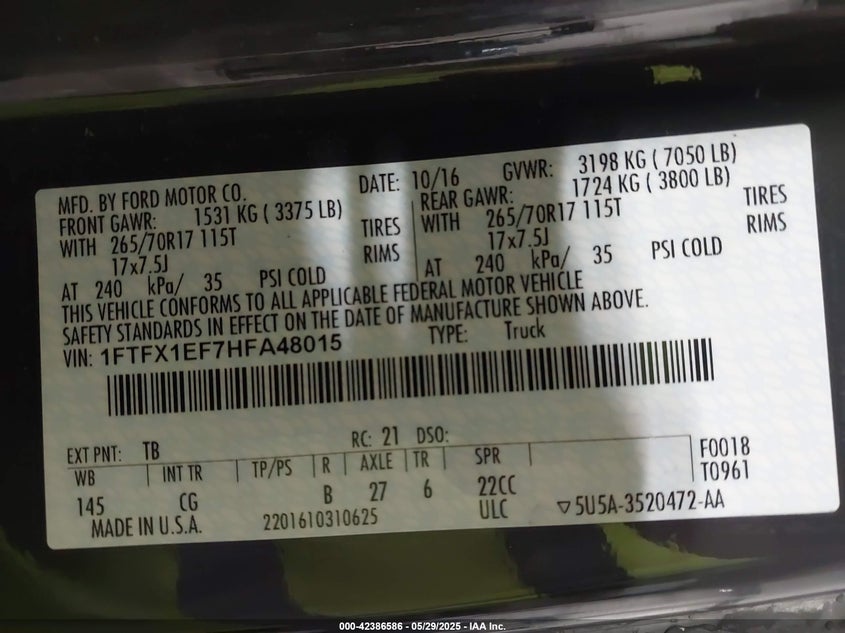 MFD. BY FORD MOTOR CO. DATE: 10/16 GVWR: 3198 KG ( 7050 LB)
FRONT GAWR: 1531 KG ( 3375 LB) REAR GAWR: 1724 KG ( 3800 LB)
WITH 265/70R17 115T TIRES WITH 265/70R17 115T TIRES
17x7.5J RIMS 17x7.5J RIMS
AT 240 kPa/ 35 PSI COLD AT 240 kPa/ 35 PSI COLD
THIS VEHICLE CONFORMS TO ALL APPLICABLE FEDERAL MOTOR VEHICLE
SAFETY STANDARDS IN EFFECT ON THE DATE OF MANUFACTURE SHOWN ABOVE.
VIN: 1FTFX1EF7HFA48015 TYPE: Truck
EXT PNT: TB RC: 21 DSO:
WB INT TR TP/PS R AXLE TR SPR F0018
145 CG B 27 6 22CC T0961
MADE IN U.S.A. 2201610310625 ULC ▽5U5A-3520472-AA
000-42386586 - 05/29/2025 - IAA Inc.